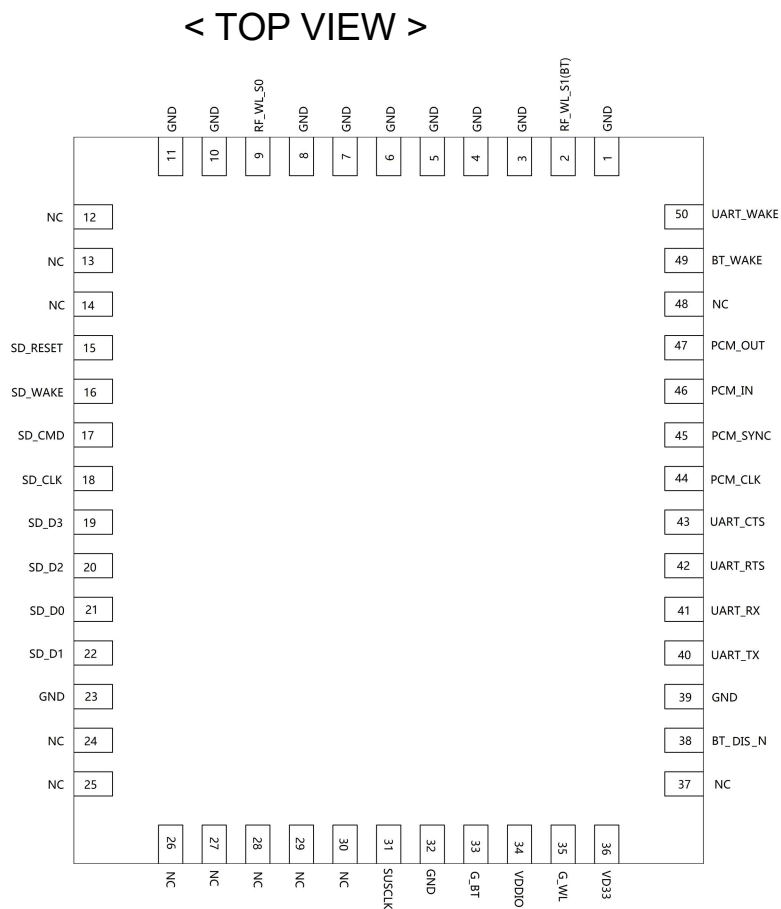 < TOP VIEW >
GND GND RF_WL_S0 GND GND GND GND GND GND RF_WL_S1(BT) GND
11 10 9 8 7 6 5 4 3 2 1
NC 12
NC 13
NC 14
SD_RESET 15
SD_WAKE 16
SD_CMD 17
SD_CLK 18
SD_D3 19
SD_D2 20
SD_D0 21
SD_D1 22
GND 23
NC 24
NC 25
50 UART_WAKE
49 BT_WAKE
48 NC
47 PCM_OUT
46 PCM_IN
45 PCM_SYNC
44 PCM_CLK
43 UART_CTS
42 UART_RTS
41 UART_RX
40 UART_TX
39 GND
38 BT_DIS_N
37 NC
26 27 28 29 30 31 32 33 34 35 36
NC NC NC NC NC SUSCLK GND G_BT VDDIO G_WL VD33